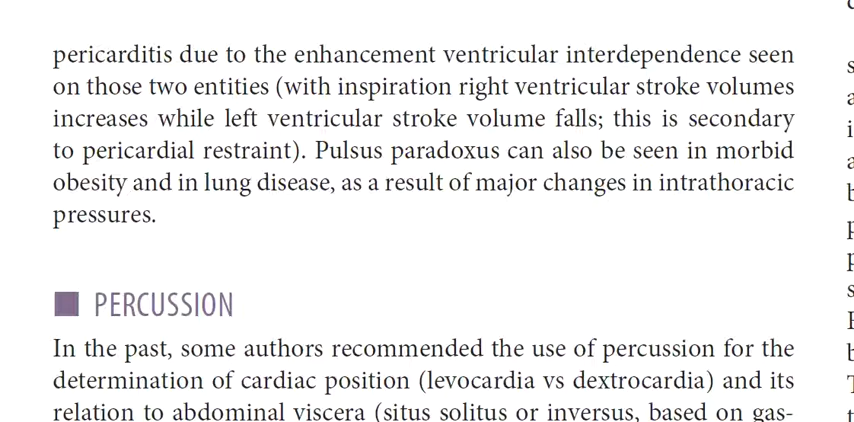 pericarditis due to the enhancement ventricular interdependence seen
on those two entities (with inspiration right ventricular stroke volumes
increases while left ventricular stroke volume falls; this is secondary
to pericardial restraint). Pulsus paradoxus can also be seen in morbid
obesity and in lung disease, as a result of major changes in intrathoracic
pressures.
PERCUSSION
In the past, some authors recommended the use of percussion for the
determination of cardiac position (levocardia vs dextrocardia) and its
relation to abdominal viscera (situs solitus or inversus, based on gas-